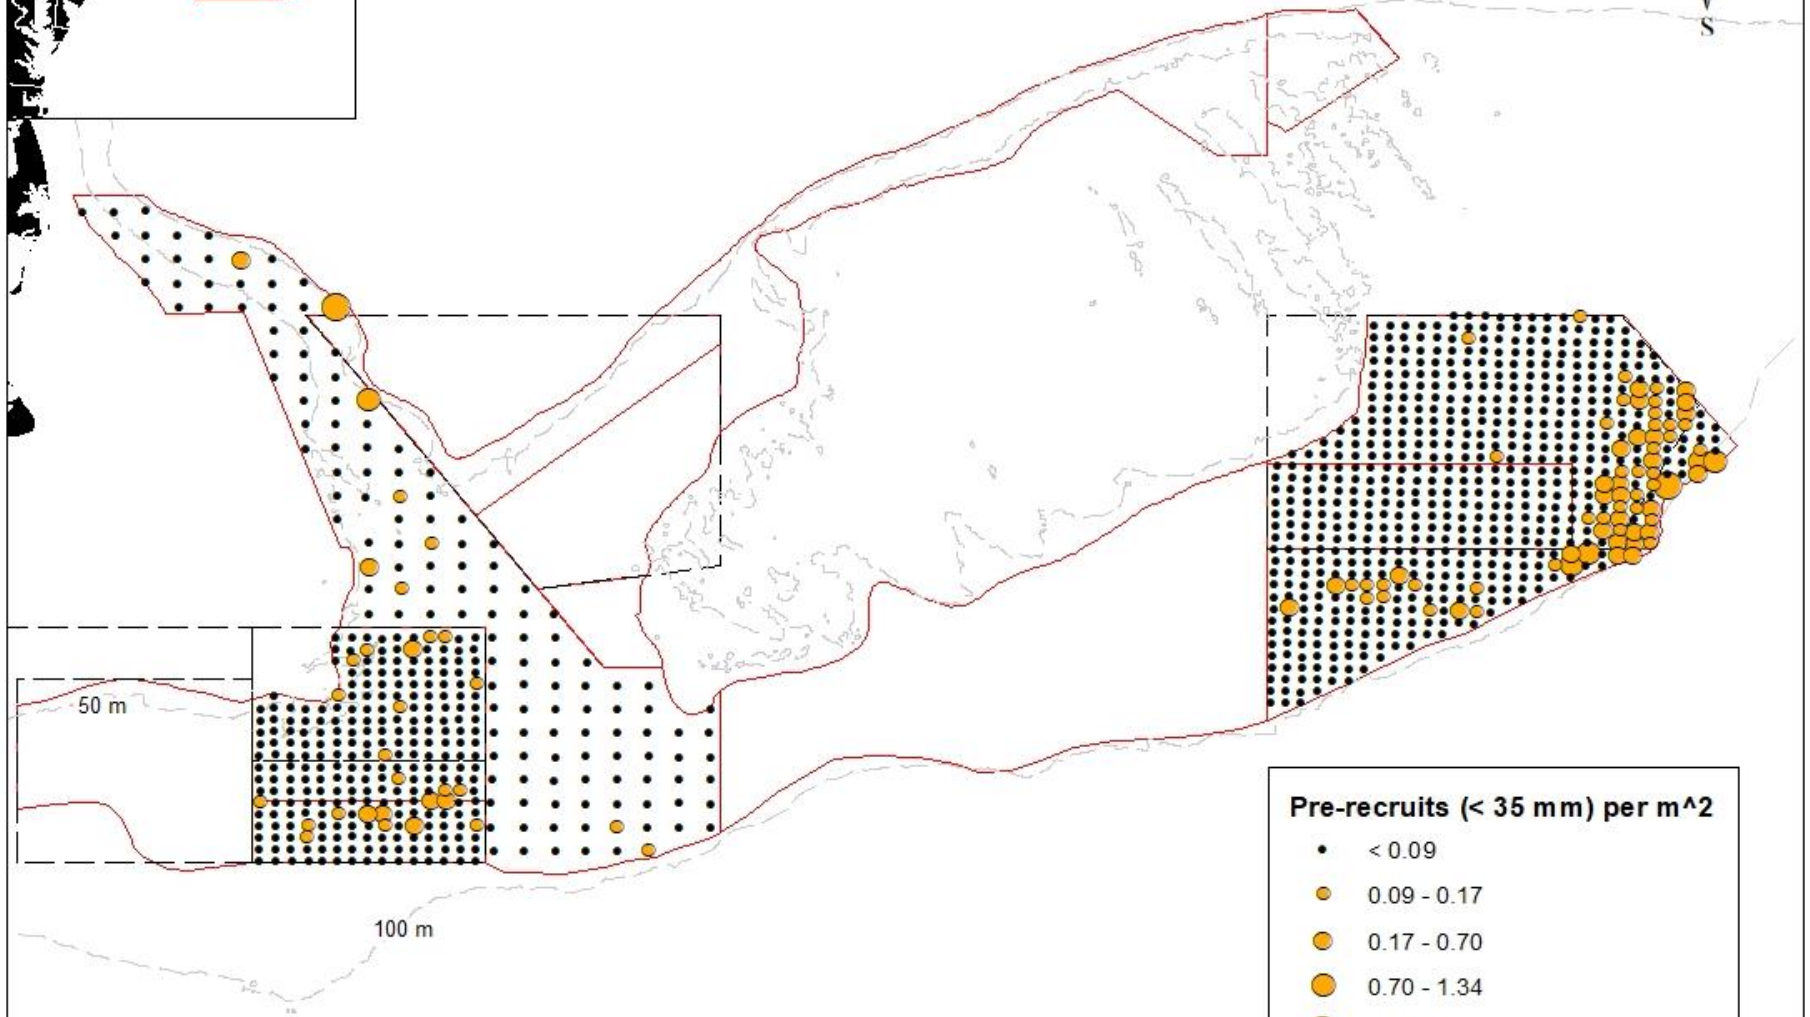 S
50 m
100 m
Pre-recruits (< 35 mm) per m^2
< 0.09
0.09 - 0.17
0.17 - 0.70
0.70 - 1.34